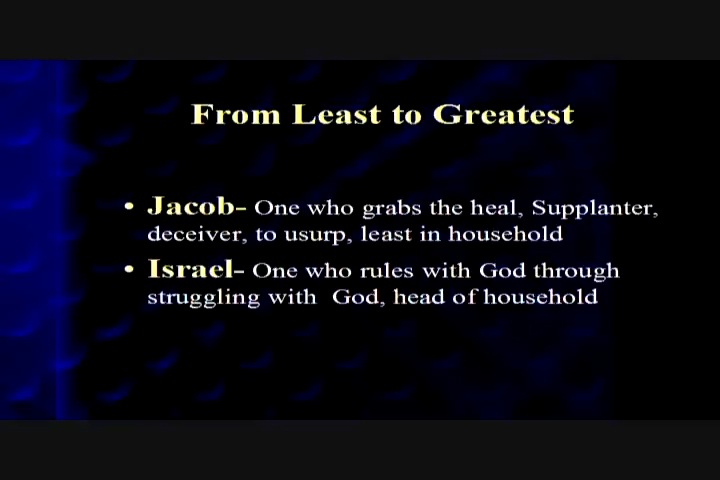 From Least to Greatest
• Jacob– One who grabs the heal, Supplanter,
deceiver, to usurp, least in household
• Israel– One who rules with God through
struggling with God, head of household